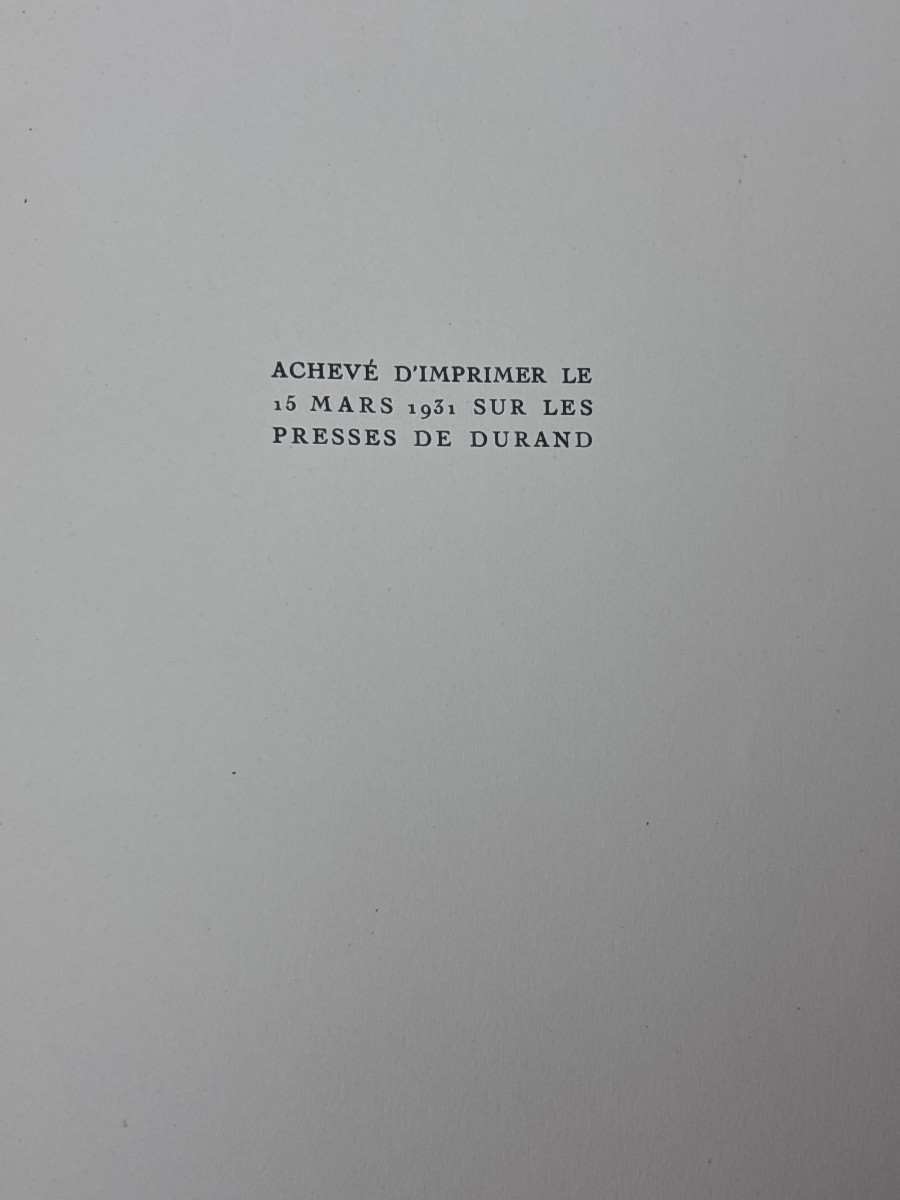 ACHEVÉ D'IMPRIMER LE
15 MARS 1931 SUR LES
PRESSES DE DURAND